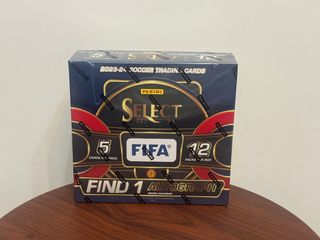 2023-24 SOCCER TRADING CARDS
PANINI
SELECT
5
CARDS PER PACK
FIFA
12
PACKS PER BOX
FIND 1 AUTOGRAPH